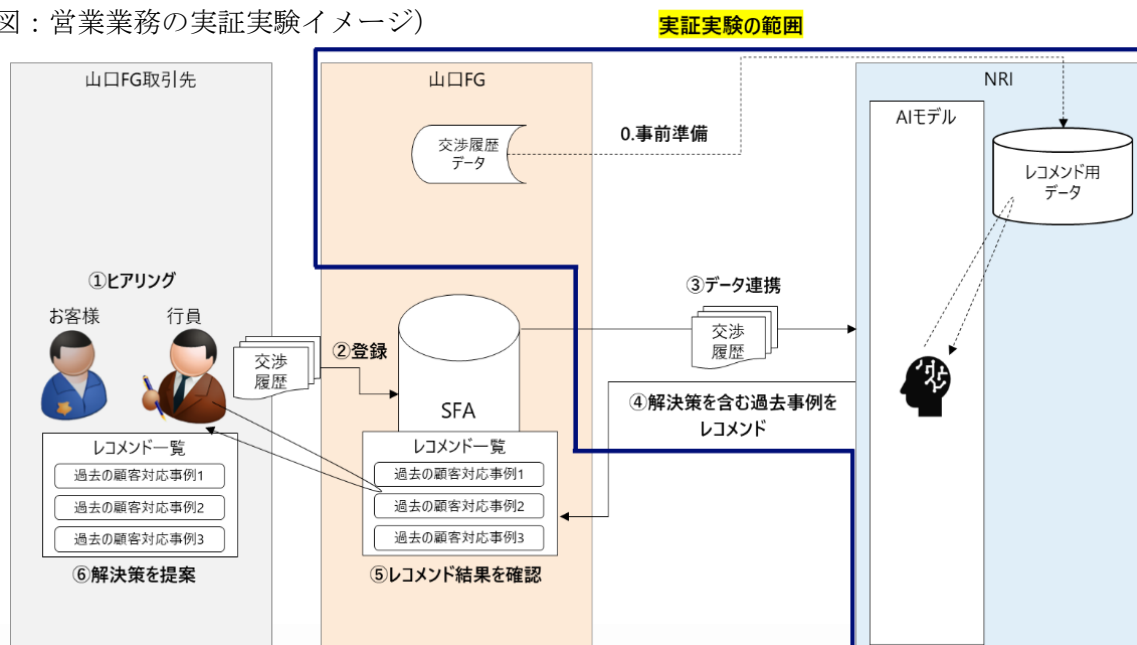 図：営業業務の実証実験イメージ）
実証実験の範囲
山口FG取引先
山口FG
NRI
交渉履歴
データ
0.事前準備
AIモデル
レコメンド用
データ
①ヒアリング
お客様
行員
交渉
履歴
②登録
SFA
③データ連携
交渉
履歴
④解決策を含む過去事例を
レコメンド
レコメンド一覧
過去の顧客対応事例1
過去の顧客対応事例2
過去の顧客対応事例3
⑥解決策を提案
レコメンド一覧
過去の顧客対応事例1
過去の顧客対応事例2
過去の顧客対応事例3
⑤レコメンド結果を確認